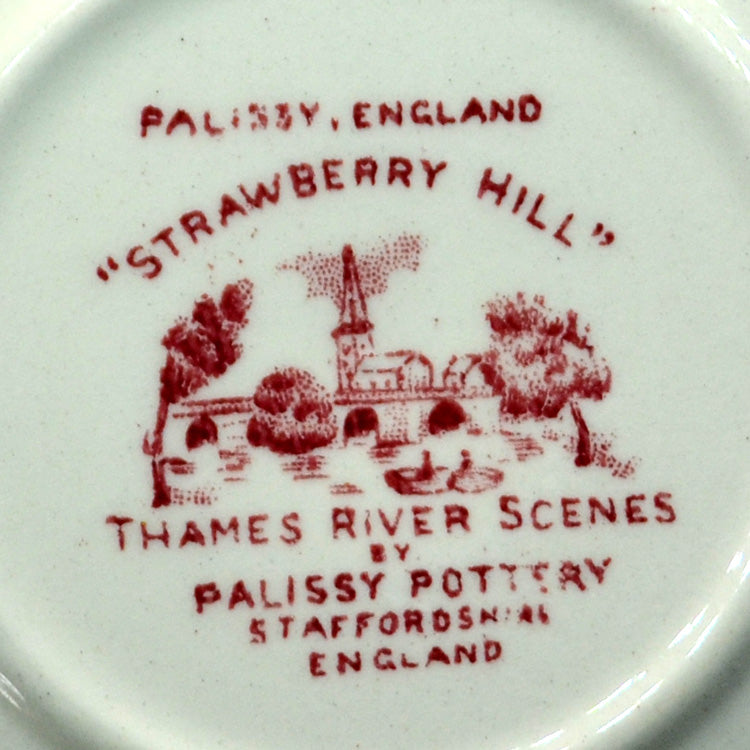 PALISSY, ENGLAND
"STRAWBERRY HILL"
THAMES RIVER SCENES
BY
PALISSY POTTERY
STAFFORDSHIRE
ENGLAND